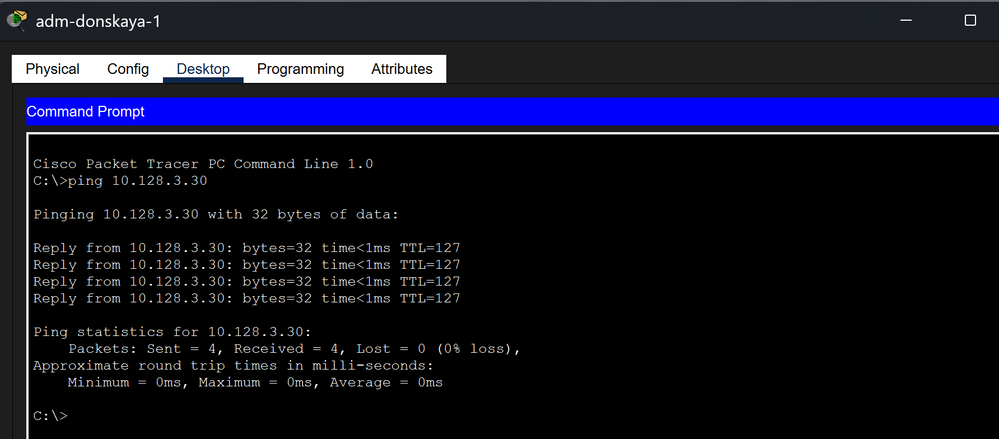 adm-donskaya-1
Physical Config Desktop Programming Attributes
Command Prompt
Cisco Packet Tracer PC Command Line 1.0
C:\>ping 10.128.3.30
Pinging 10.128.3.30 with 32 bytes of data:
Reply from 10.128.3.30: bytes=32 time<1ms TTL=127
Reply from 10.128.3.30: bytes=32 time<1ms TTL=127
Reply from 10.128.3.30: bytes=32 time<1ms TTL=127
Reply from 10.128.3.30: bytes=32 time<1ms TTL=127
Ping statistics for 10.128.3.30:
    Packets: Sent = 4, Received = 4, Lost = 0 (0% loss),
Approximate round trip times in milli-seconds:
    Minimum = 0ms, Maximum = 0ms, Average = 0ms
C:\>